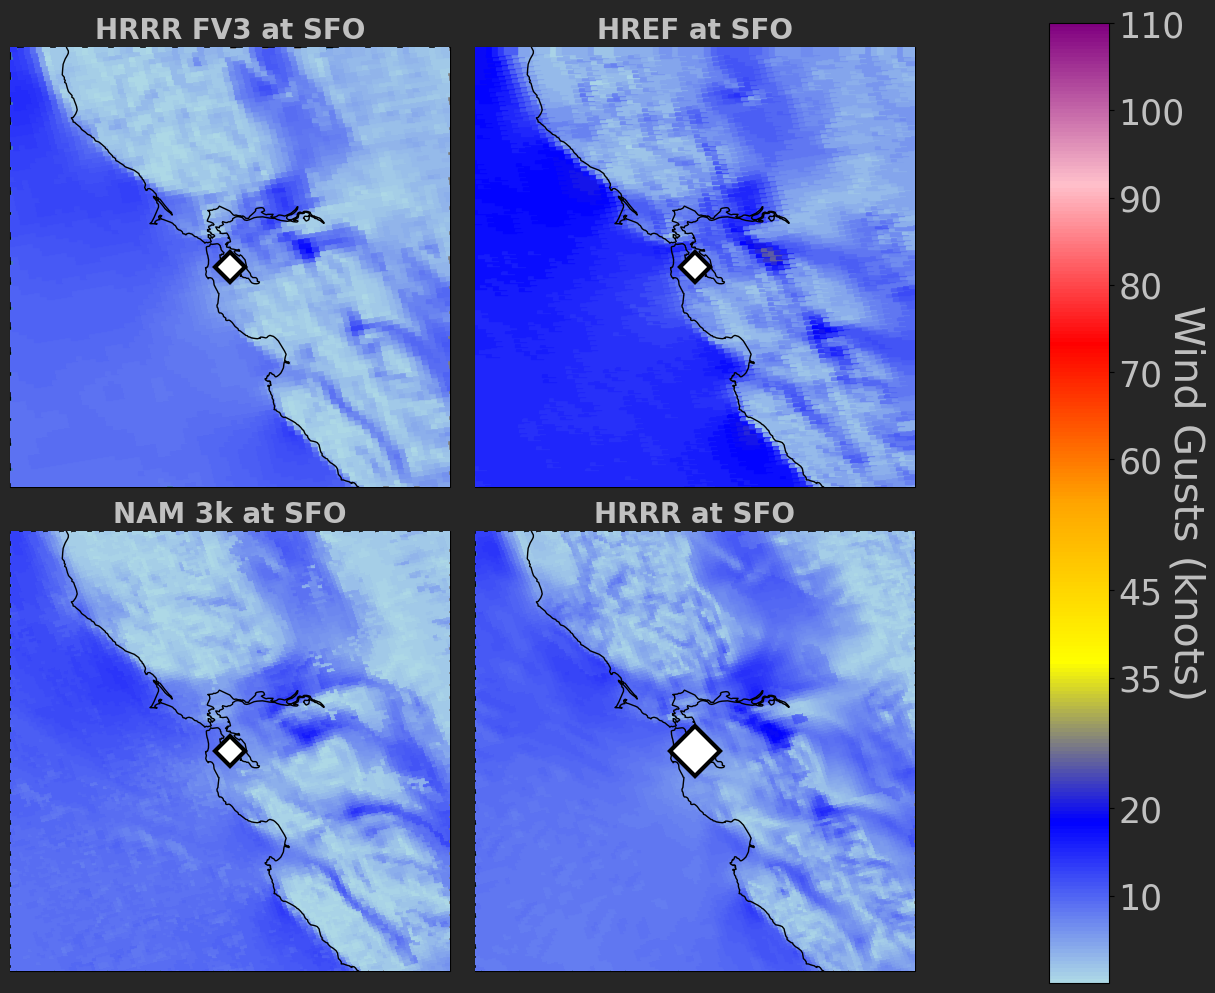 HRRR FV3 at SFO
HREF at SFO
NAM 3k at SFO
HRRR at SFO
110
100
90
80
70
60
45
35
20
10
Wind Gusts (knots)